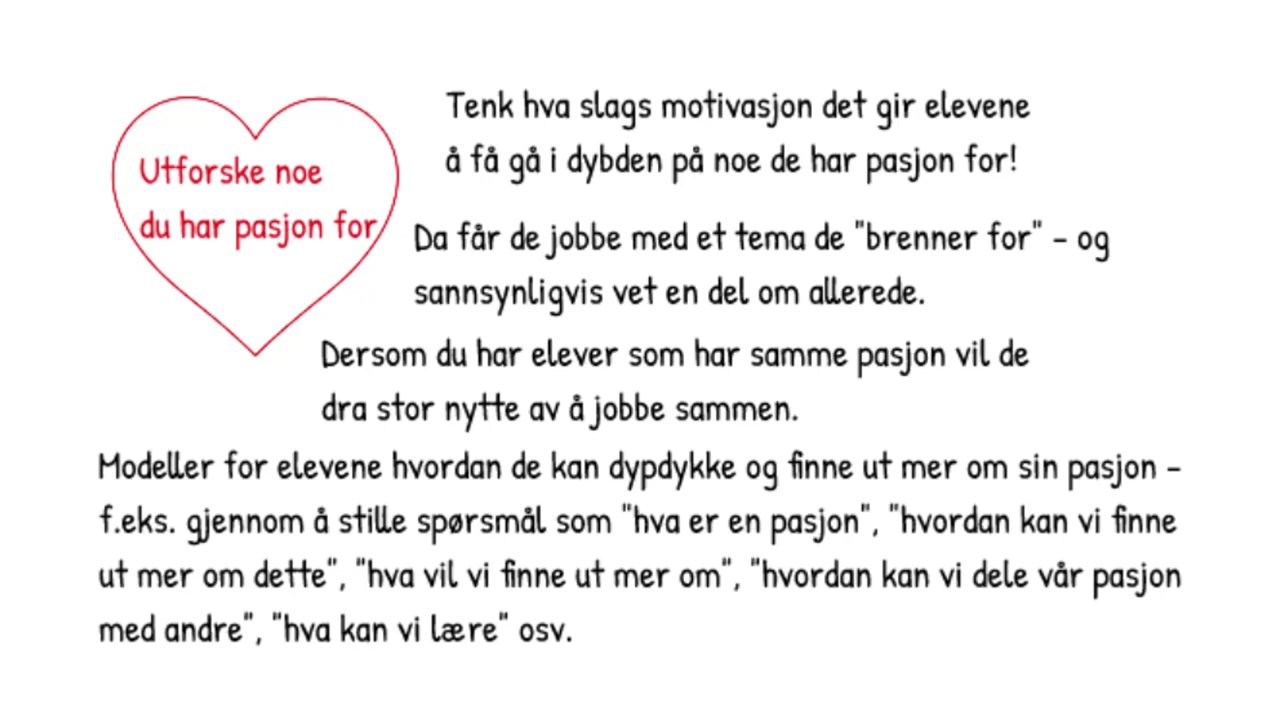 Utforske noe
du har pasjon for
Tenk hva slags motivasjon det gir elevene
å få gå i dybden på noe de har pasjon for!
Da får de jobbe med et tema de "brenner for" - og
sannsynligvis vet en del om allerede.
Dersom du har elever som har samme pasjon vil de
dra stor nytte av å jobbe sammen.
Modeller for elevene hvordan de kan dypdykke og finne ut mer om sin pasjon -
f.eks. gjennom å stille spørsmål som "hva er en pasjon", "hvordan kan vi finne
ut mer om dette", "hva vil vi finne ut mer om", "hvordan kan vi dele vår pasjon
med andre", "hva kan vi lære" osv.